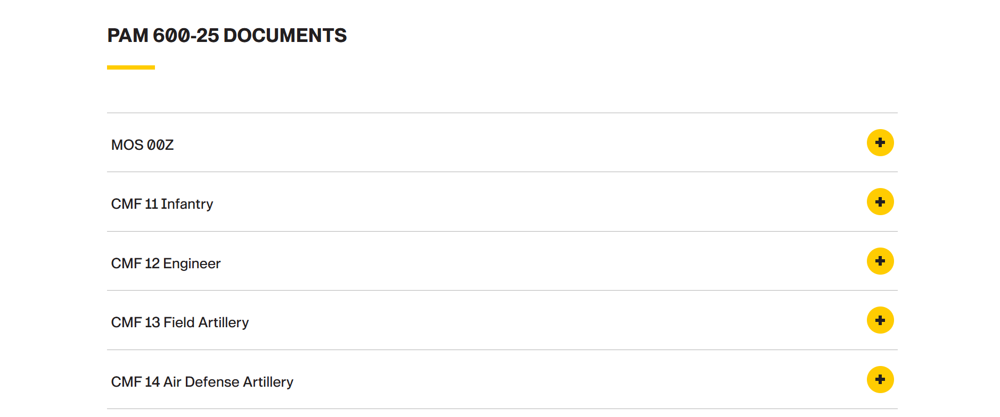 PAM 600-25 DOCUMENTS
MOS 00Z
CMF 11 Infantry
CMF 12 Engineer
CMF 13 Field Artillery
CMF 14 Air Defense Artillery